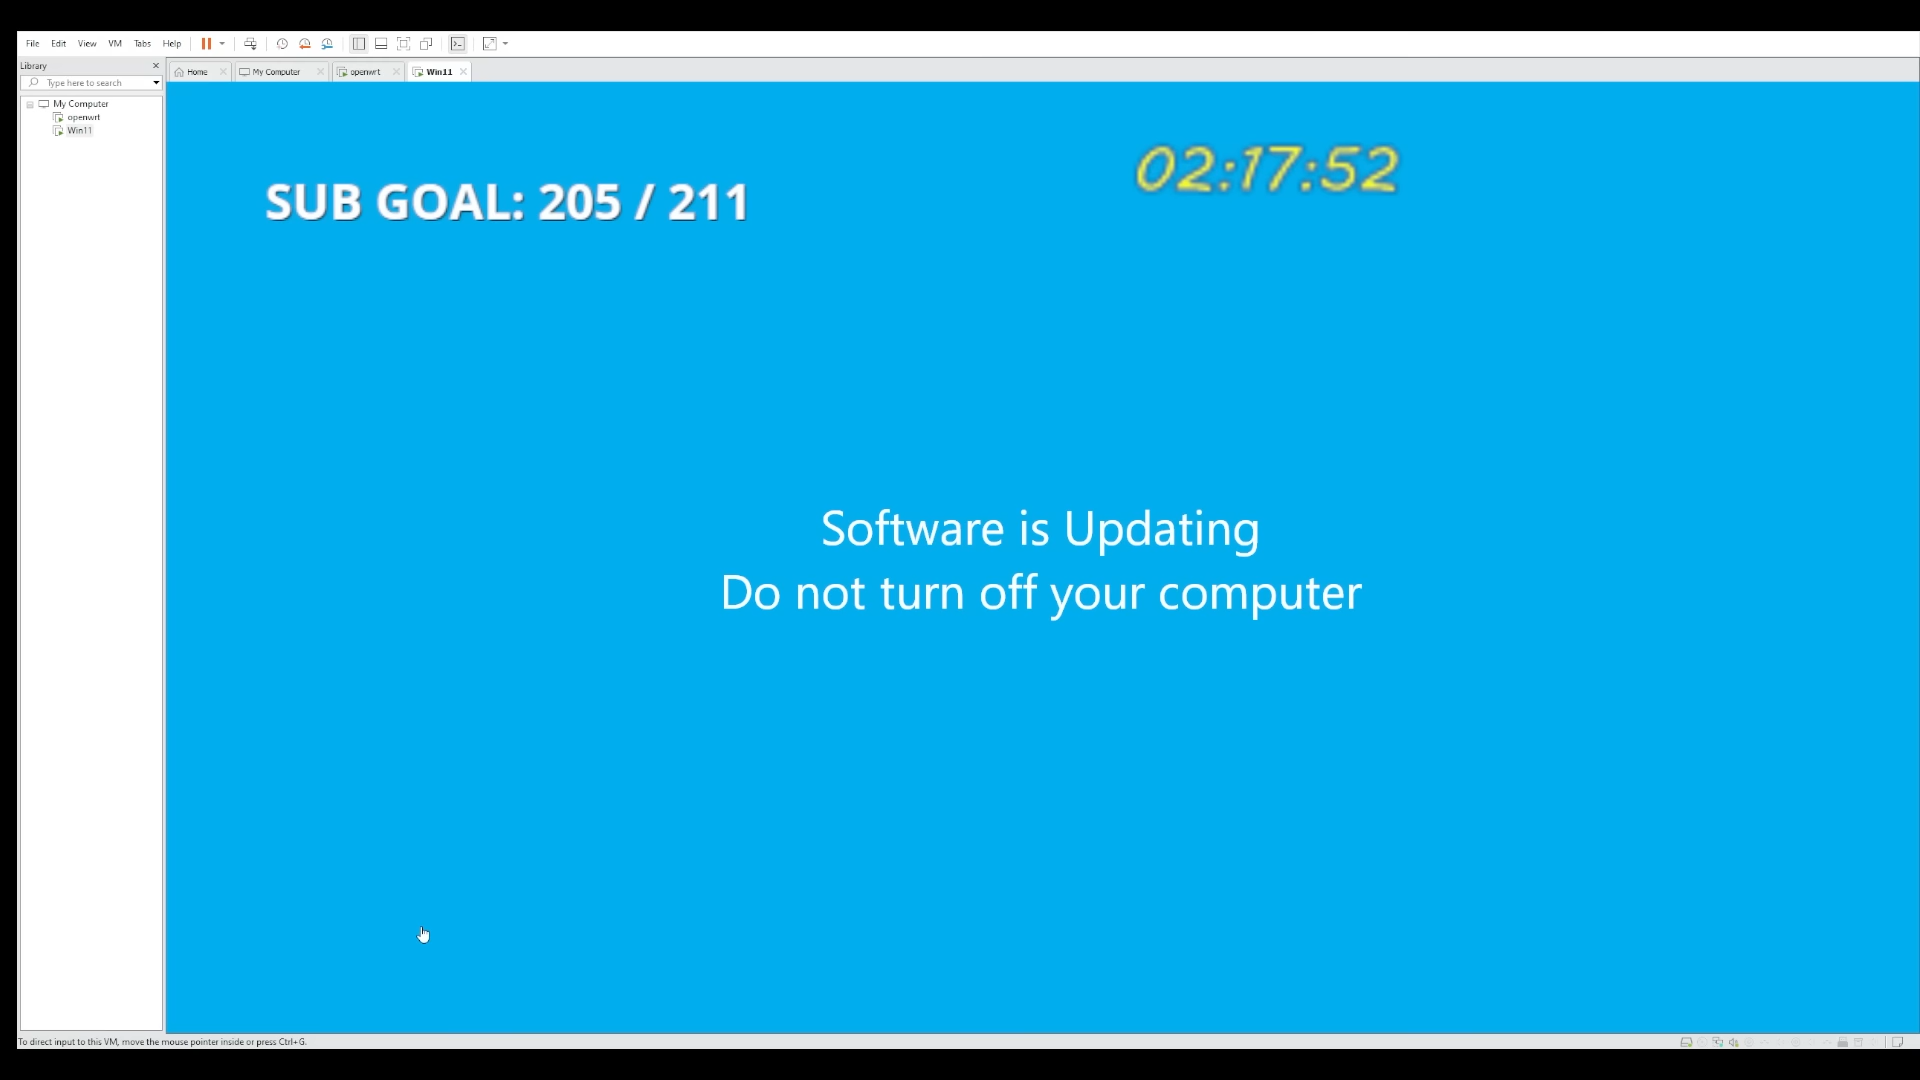 File Edit View VM Tabs Help
Library
Type here to search
My Computer
openwrt
Win11
Home
My Computer
openwrt
Win11
SUB GOAL: 205 / 211
02:17:52
Software is Updating
Do not turn off your computer
To direct input to this VM, move the mouse pointer inside or press Ctrl+G.